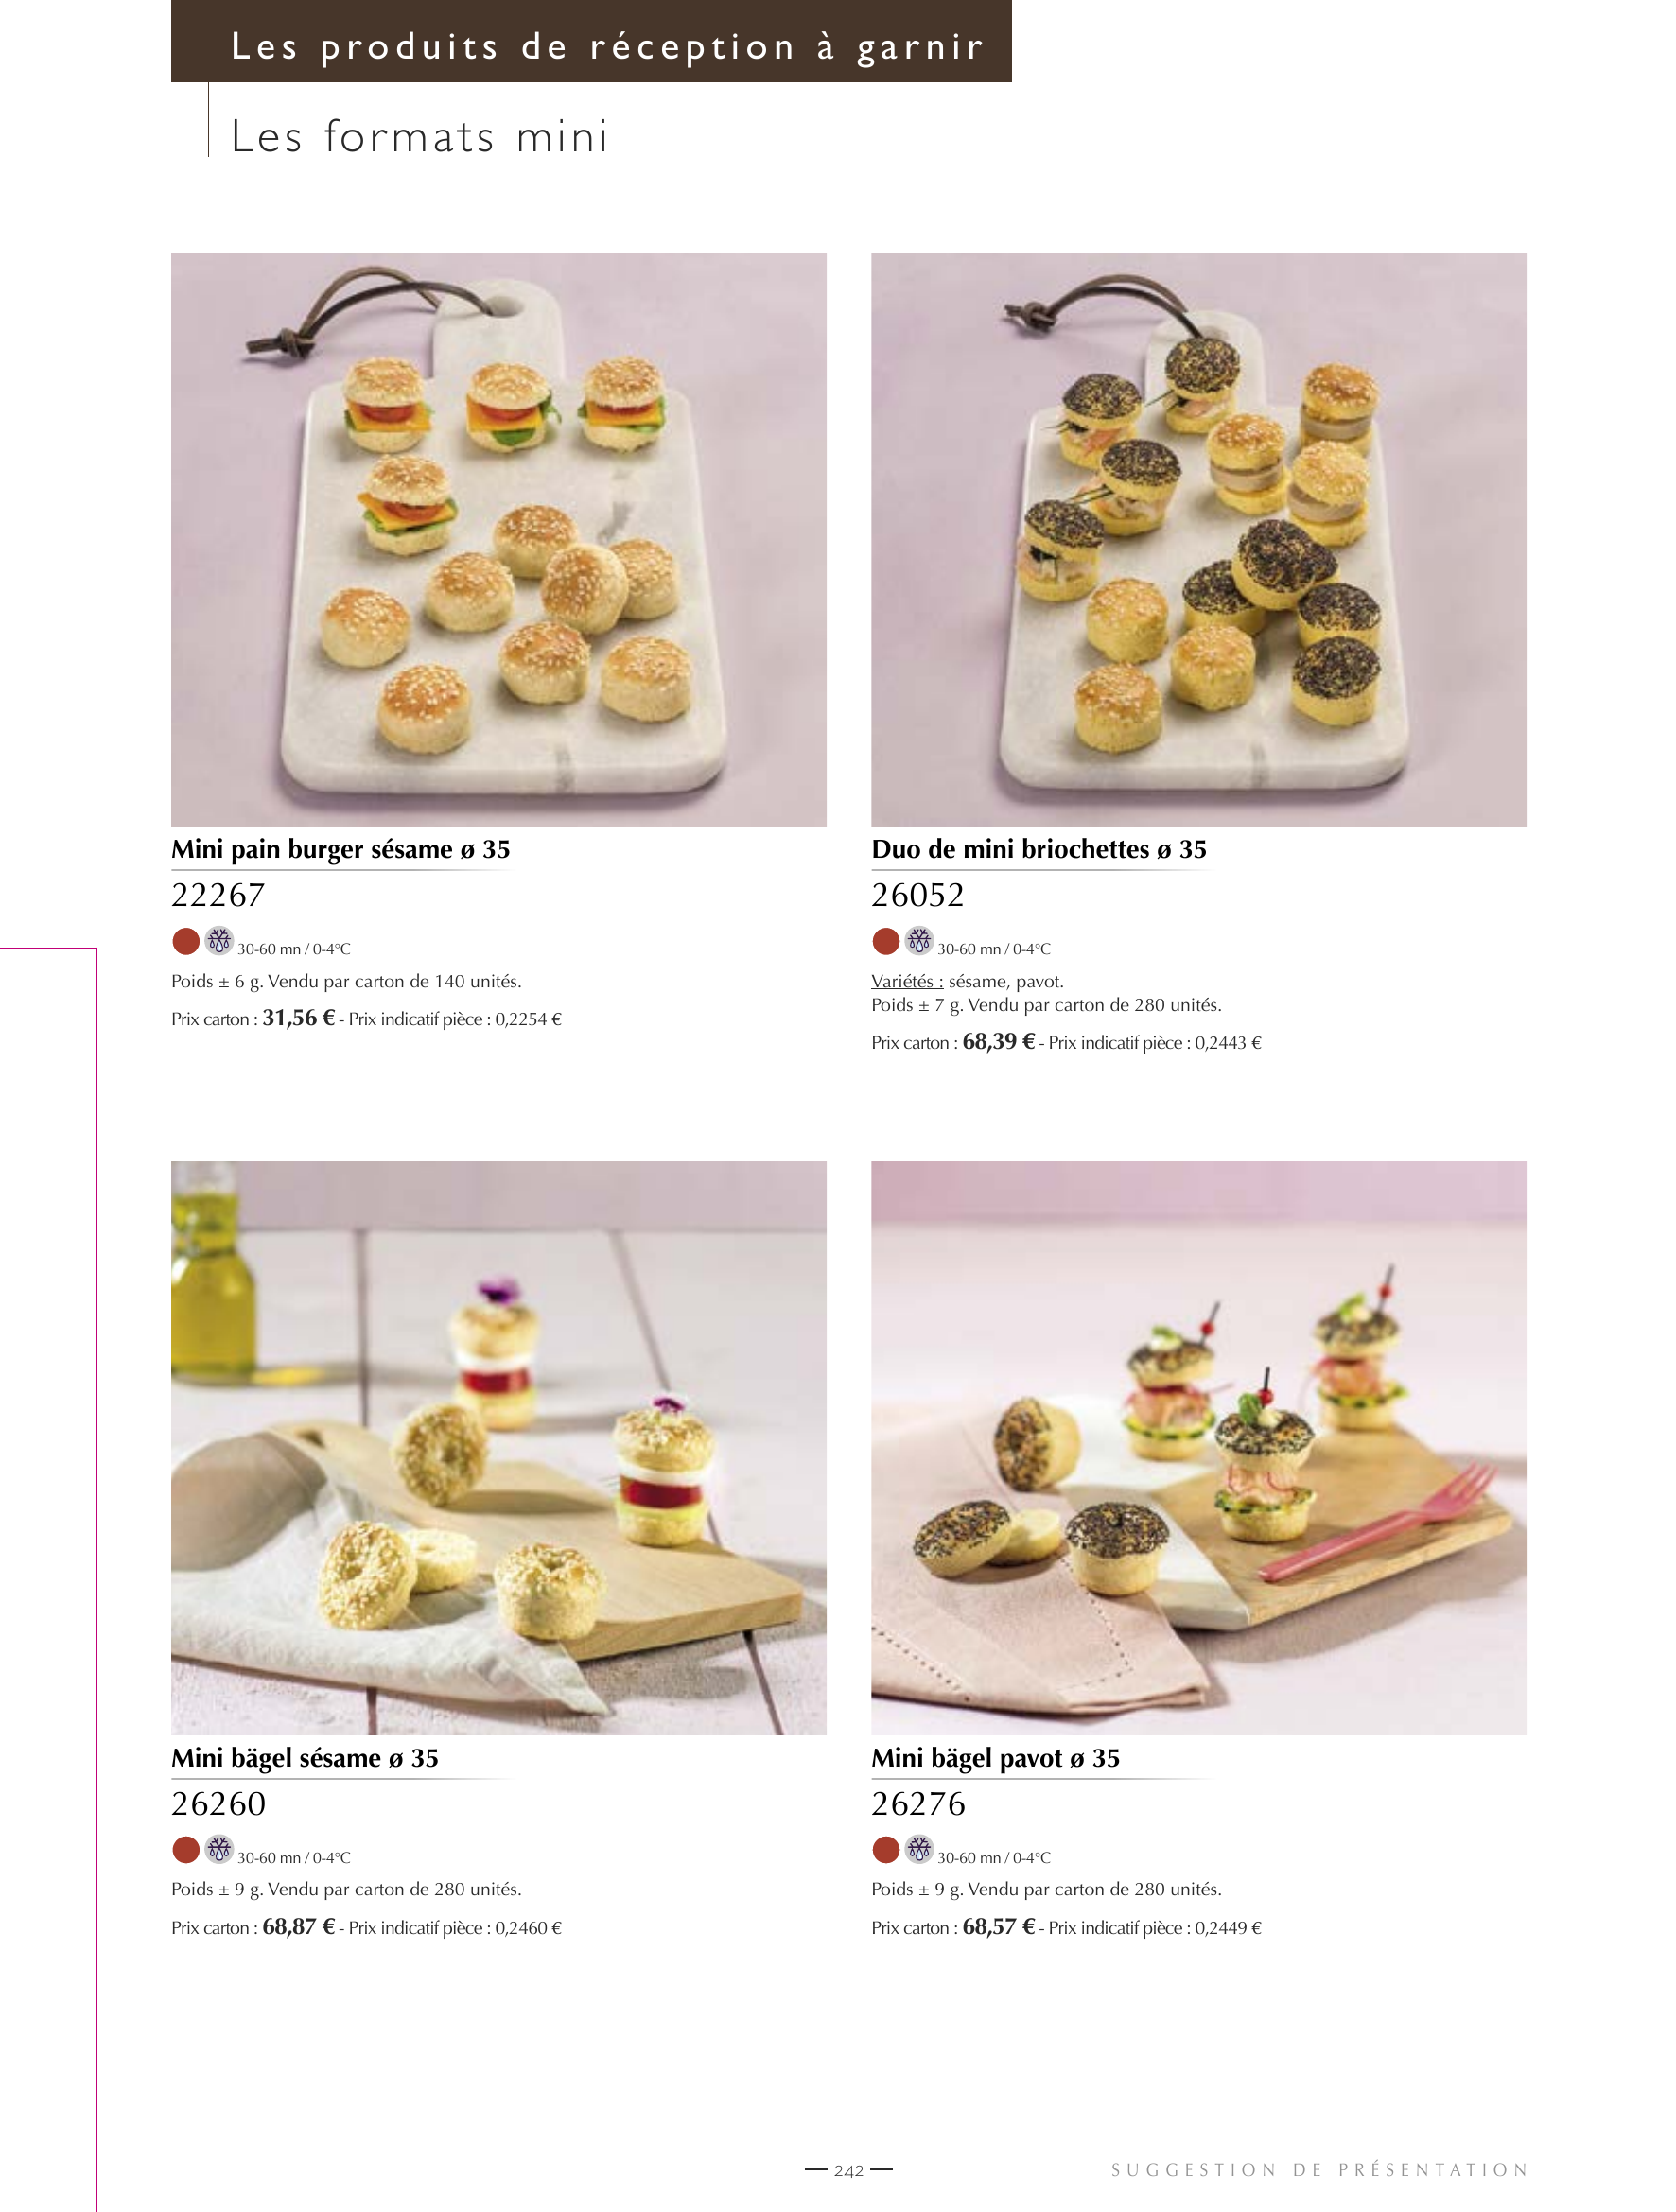 Les produits de réception à garnir
Les formats mini
Mini pain burger sésame ø 35
22267
30-60 mn / 0-4°C
Poids ± 6 g. Vendu par carton de 140 unités.
Prix carton : 31,56 € - Prix indicatif pièce : 0,2254 €
Duo de mini briochettes ø 35
26052
30-60 mn / 0-4°C
Variétés : sésame, pavot.
Poids ± 7 g. Vendu par carton de 280 unités.
Prix carton : 68,39 € - Prix indicatif pièce : 0,2443 €
Mini bägel sésame ø 35
26260
30-60 mn / 0-4°C
Poids ± 9 g. Vendu par carton de 280 unités.
Prix carton : 68,87 € - Prix indicatif pièce : 0,2460 €
Mini bägel pavot ø 35
26276
30-60 mn / 0-4°C
Poids ± 9 g. Vendu par carton de 280 unités.
Prix carton : 68,57 € - Prix indicatif pièce : 0,2449 €
242
SUGGESTION DE PRÉSENTATION